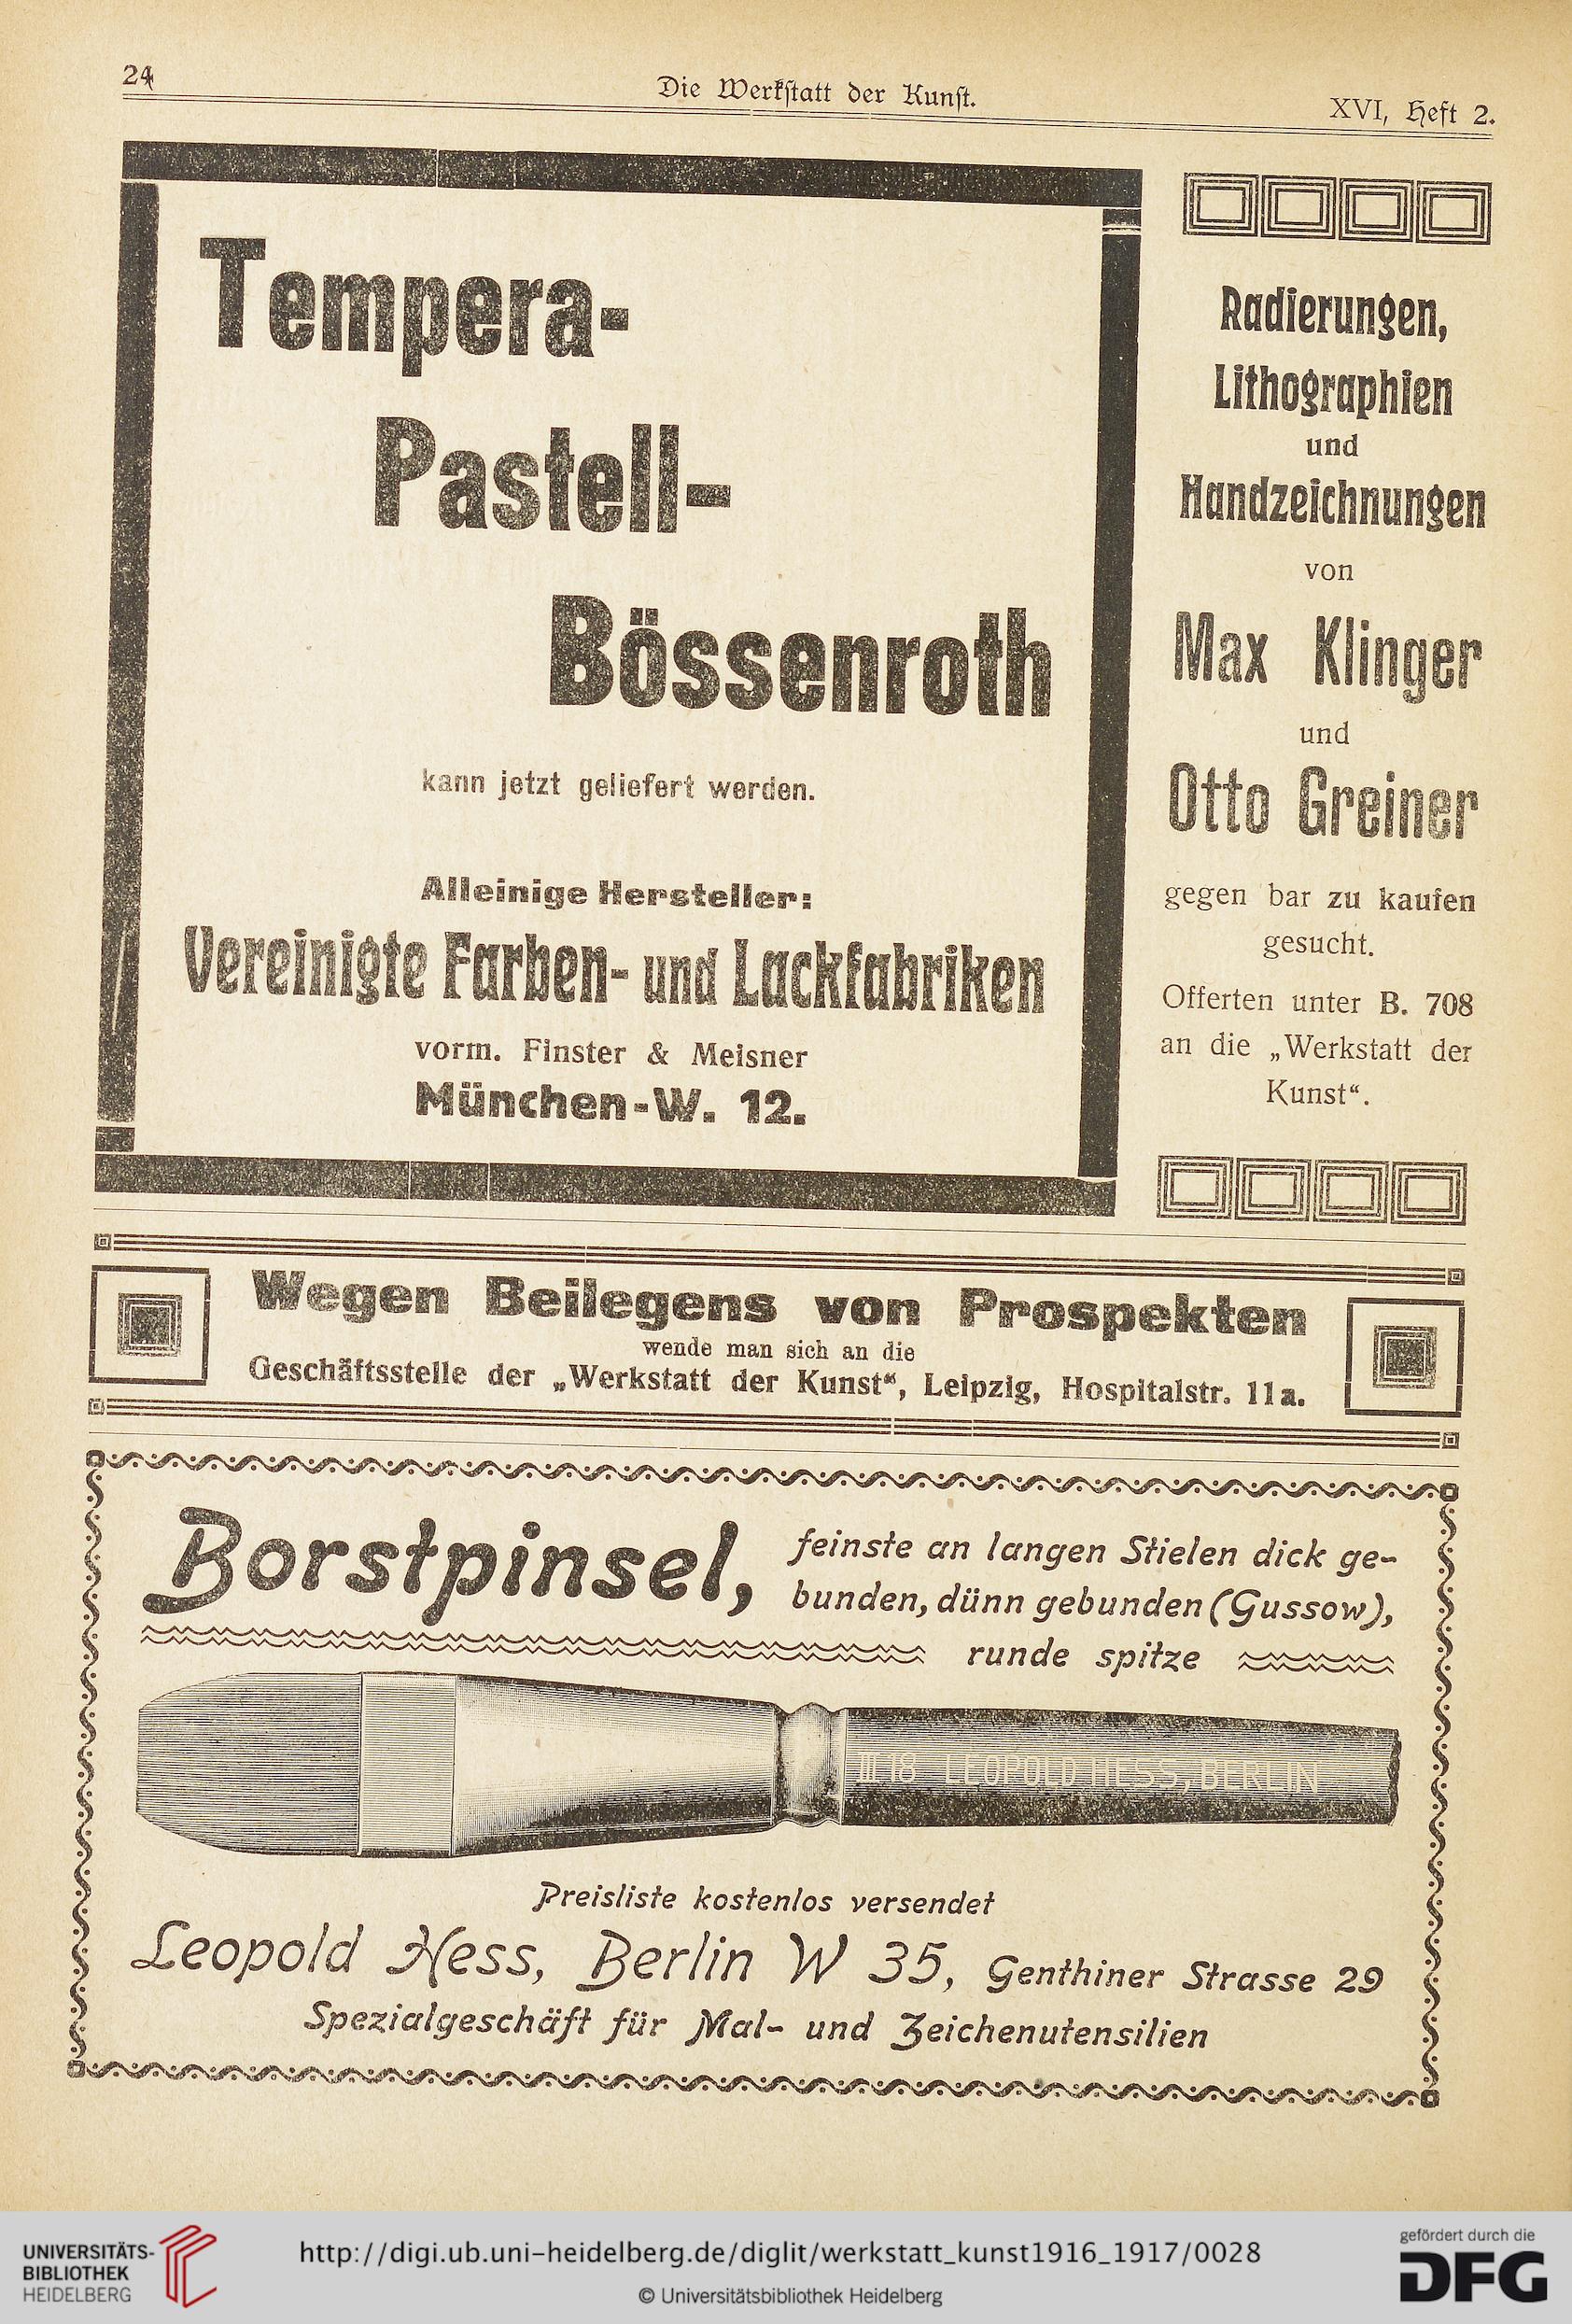 24
Die Werkstatt der Kunst.
XVI, Heft 2.
Tempera-
Pastell-
Bössenroth
kann jetzt geliefert werden.
Alleinige Hersteller:
Vereinigte Farben- und Lackfabriken
vorm. Finster & Meisner
München-W. 12.
Radierungen,
Lithographien
und
Handzeichnungen
von
Max Klinger
und
Otto Greiner
gegen bar zu kaufen
gesucht.
Offerten unter B. 708
an die „Werkstatt der
Kunst“.
Wegen Beilegens von Prospekten
wende man sich an die
Geschäftsstelle der „Werkstatt der Kunst“, Leipzig, Hospitalstr. 11a.
Borstpinsel,
feinste an langen Stielen dick ge-
bunden, dünn gebunden (Gussow),
runde spitze
III 18 LEOPOLD HESS, BERLIN
Preisliste kostenlos versendet
Leopold Hess, Berlin W 35, Genthiner Strasse 29
Spezialgeschäft für Mal- und Zeichenutensilien
UNIVERSITÄTS-
BIBLIOTHEK
HEIDELBERG
http://digi.ub.uni-heidelberg.de/diglit/werkstatt_kunst1916_1917/0028
© Universitätsbibliothek Heidelberg
gefördert durch die
DFG